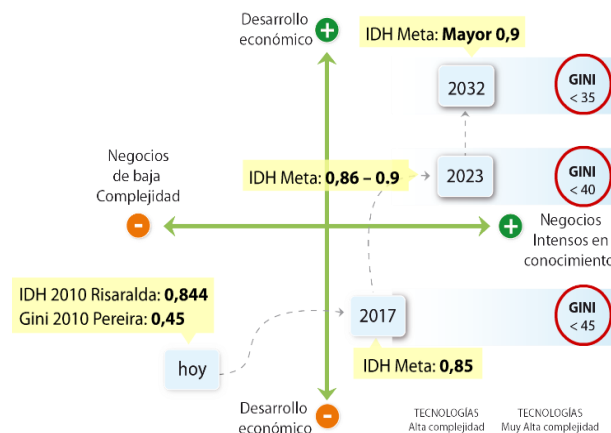 Desarrollo
económico
+
IDH Meta: Mayor 0,9
2032
GINI
< 35
Negocios
de baja
Complejidad
-
IDH Meta: 0,86 – 0.9
2023
GINI
< 40
+
Negocios
Intensos en
conocimiento
IDH 2010 Risaralda: 0,844
Gini 2010 Pereira: 0,45
hoy
2017
GINI
< 45
IDH Meta: 0,85
Desarrollo
económico
-
TECNOLOGÍAS
Alta complejidad
TECNOLOGÍAS
Muy Alta complejidad